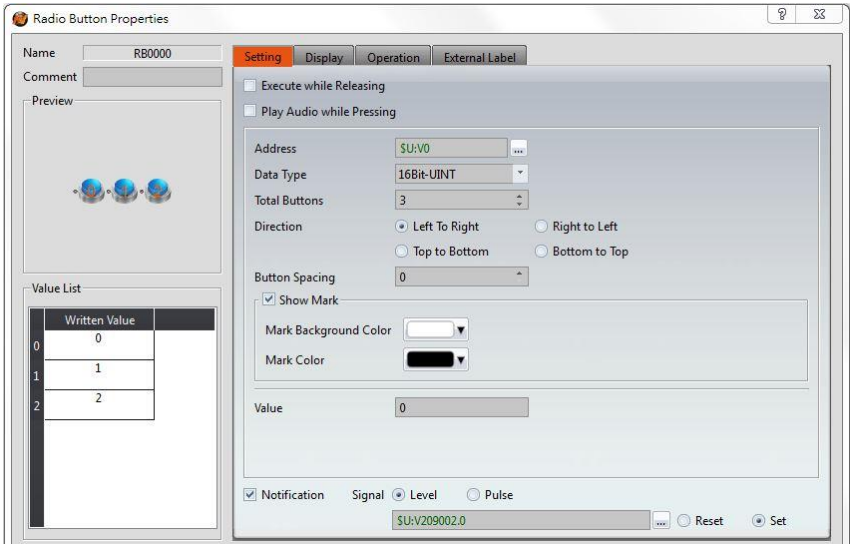 Radio Button Properties
Name RB0000
Comment
Preview
Value List
Written Value
0 0
1 1
2 2
Setting Display Operation External Label
Execute while Releasing
Play Audio while Pressing
Address $U:V0 ...
Data Type 16Bit-UINT
Total Buttons 3
Direction Left To Right Right to Left
Top to Bottom Bottom to Top
Button Spacing 0
Show Mark
Mark Background Color
Mark Color
Value 0
Notification Signal Level Pulse
$U:V209002.0 ... Reset Set